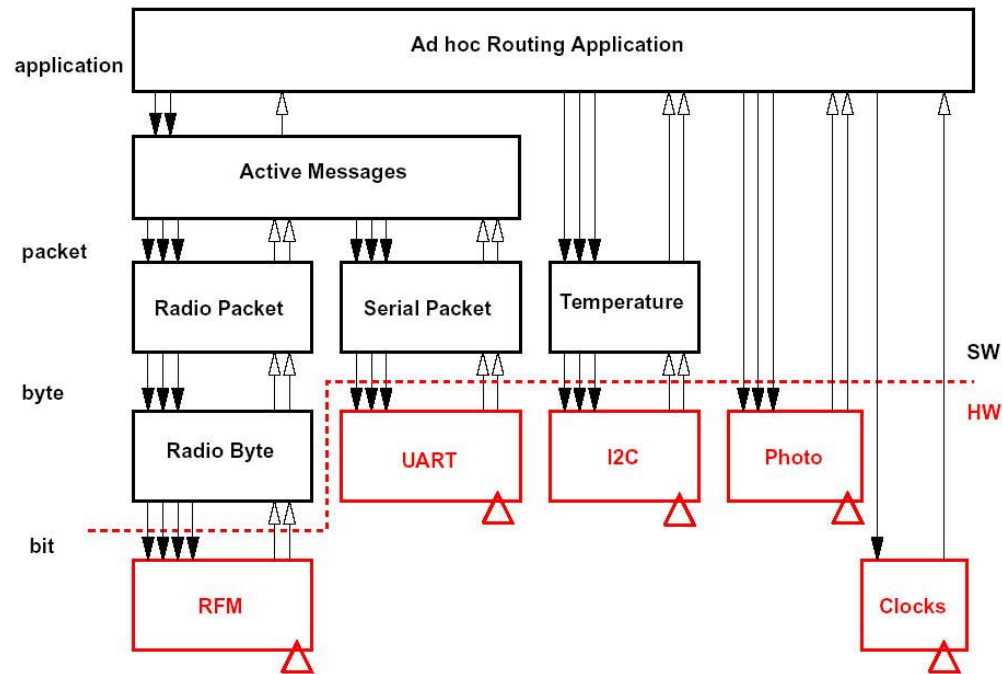 Ad hoc Routing Application
application
Active Messages
packet
Radio Packet
Serial Packet
Temperature
SW
byte
HW
Radio Byte
UART
I2C
Photo
bit
RFM
Clocks